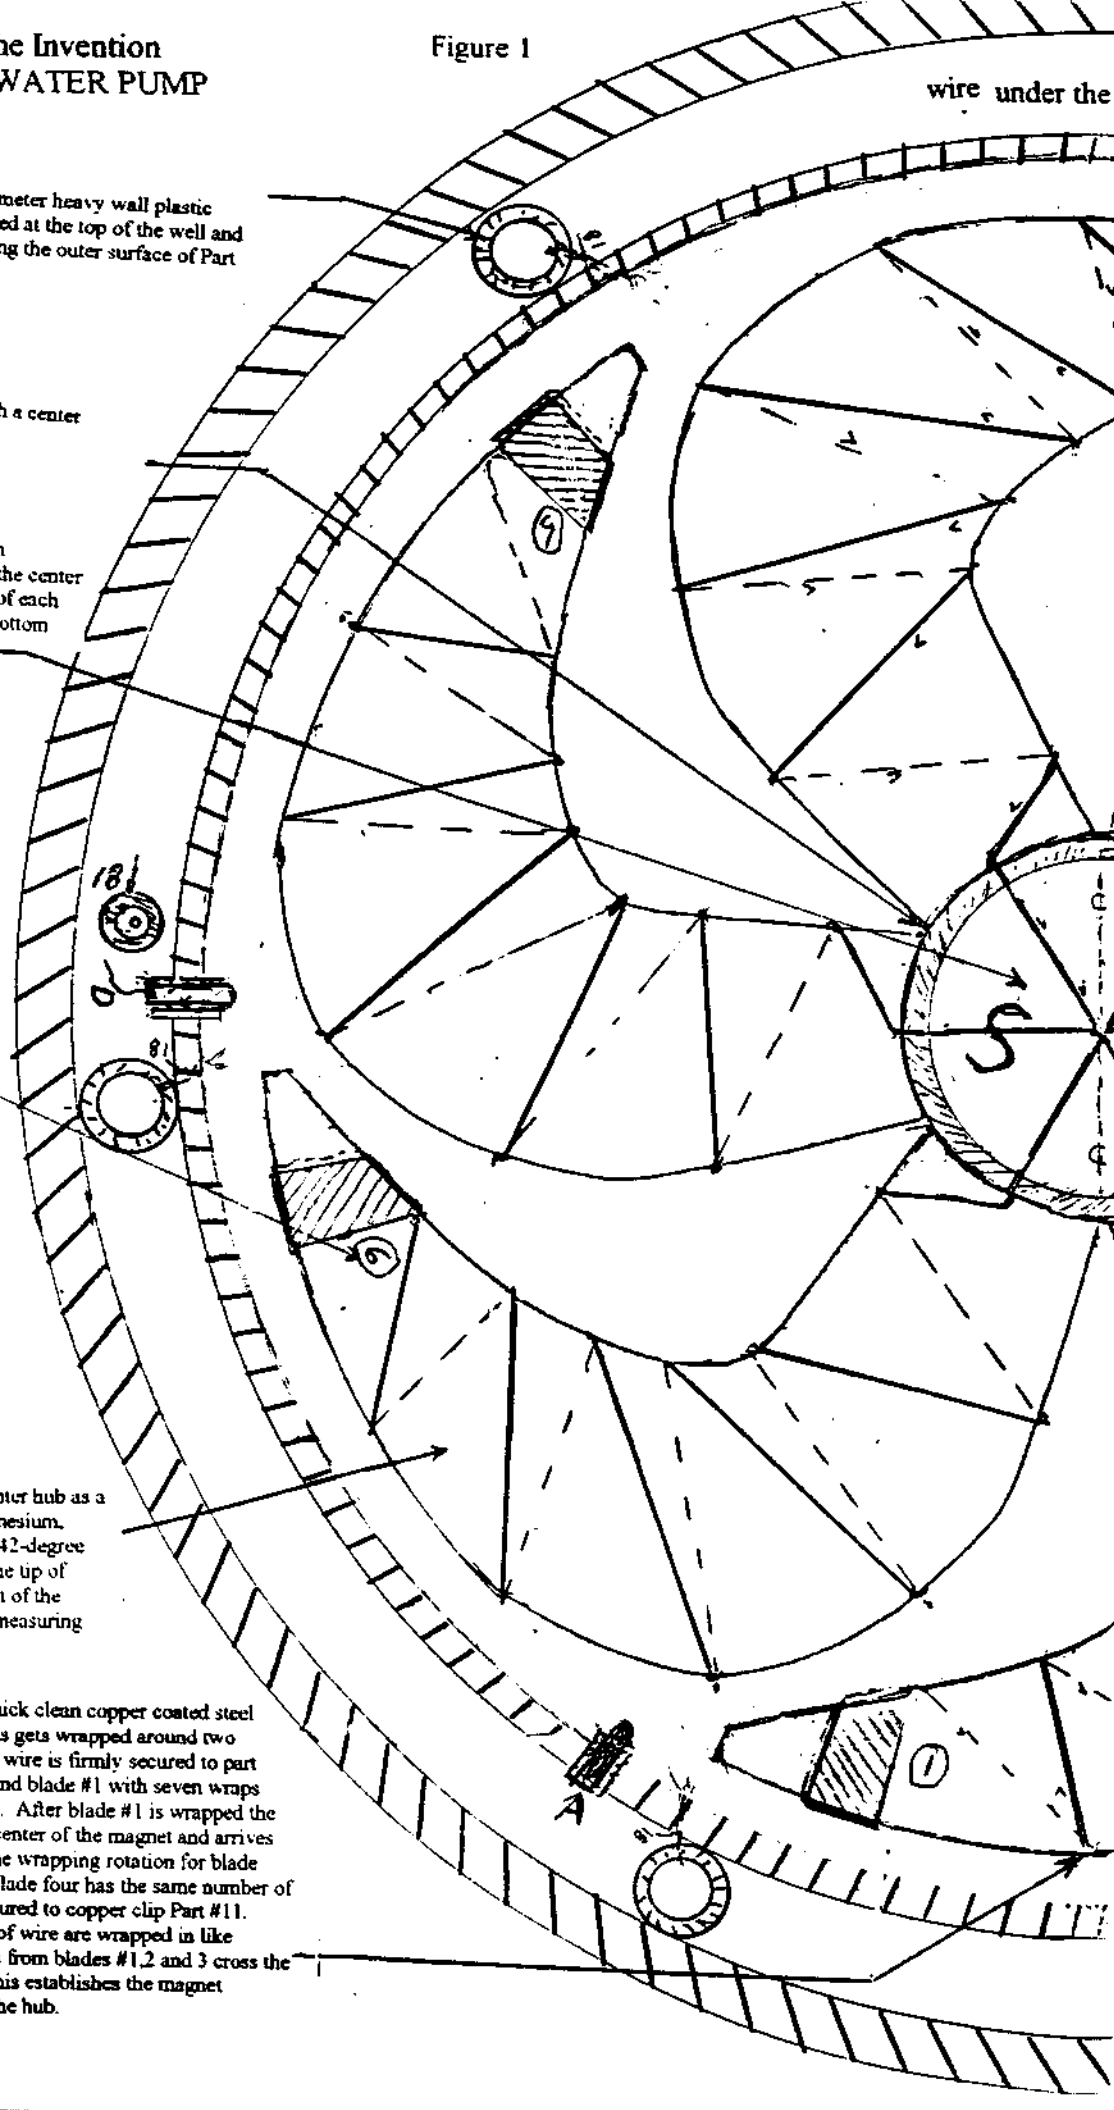 he Invention
WATER PUMP
Figure 1
wire under the
meter heavy wall plastic
ed at the top of the well and
ng the outer surface of Part
h a center
n
the center
of each
ottom
18
18
18
18
9
6
1
S
A
nter hub as a
nesium,
42-degree
he tip of
n of the
measuring
uick clean copper coated steel
s gets wrapped around two
wire is firmly secured to part
nd blade #1 with seven wraps
. After blade #1 is wrapped the
enter of the magnet and arrives
e wrapping rotation for blade
lade four has the same number of
ured to copper clip Part #11.
of wire are wrapped in like
from blades #1,2 and 3 cross the
his establishes the magnet
he hub.